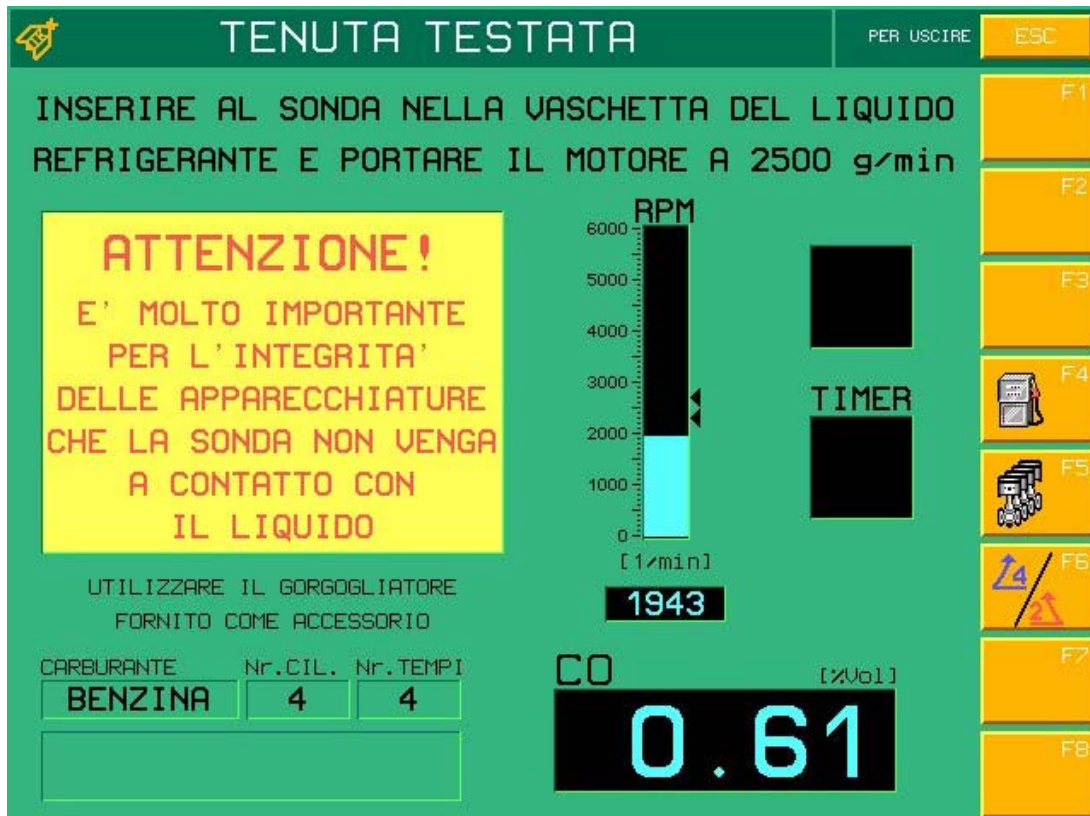 TENUTA TESTATA
PER USCIRE
ESC
INSERIRE AL SONDA NELLA VASCHETTA DEL LIQUIDO
REFRIGERANTE E PORTARE IL MOTORE A 2500 g/min
ATTENZIONE!
E' MOLTO IMPORTANTE
PER L'INTEGRITA'
DELLE APPARECCHIATURE
CHE LA SONDA NON VENGA
A CONTATTO CON
IL LIQUIDO
UTILIZZARE IL GORGOGLIATORE
FORNITO COME ACCESSORIO
CARBURANTE Nr.CIL. Nr.TEMPI
BENZINA 4 4
RPM
6000
5000
4000
3000
2000
1000
0
[1/min]
1943
TIMER
CO [%Vol]
0.61
F1
F2
F3
F4
F5
F6
4/2
F7
F8